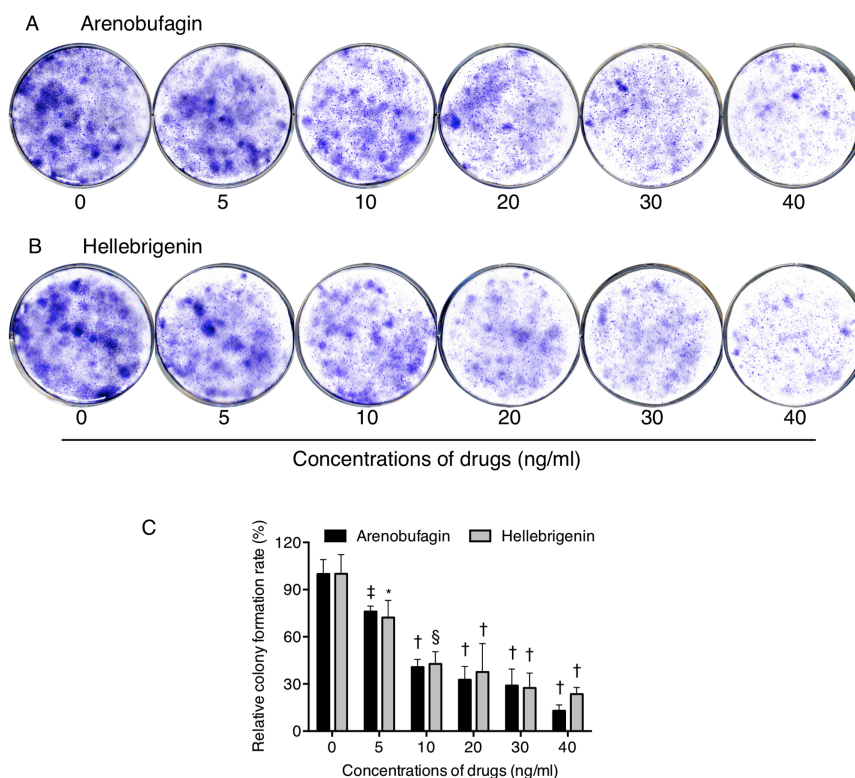 A Arenobufagin
0 5 10 20 30 40
B Hellebrigenin
0 5 10 20 30 40
Concentrations of drugs (ng/ml)
C
Arenobufagin Hellebrigenin
Relative colony formation rate (%)
120
90
60
30
0
‡ *
† §
† †
† †
† †
0 5 10 20 30 40
Concentrations of drugs (ng/ml)